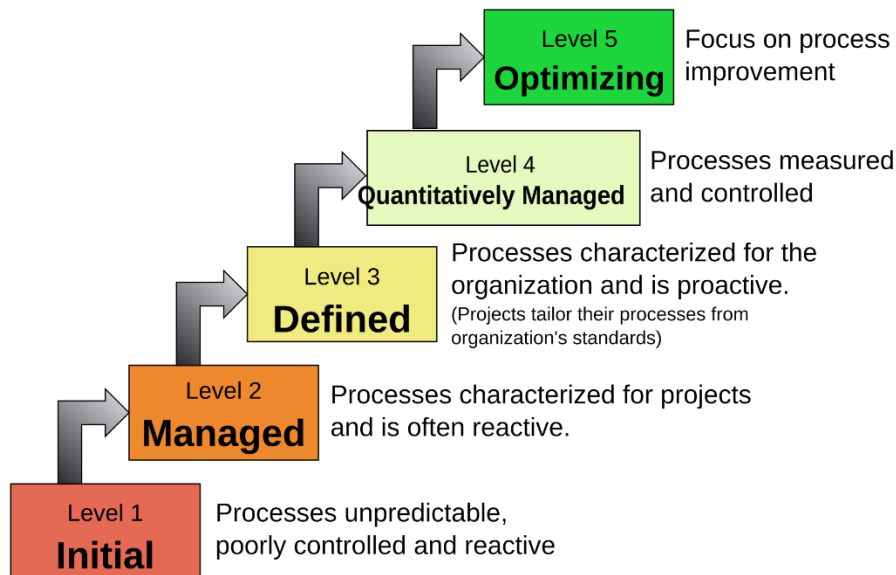 Level 5
Optimizing
Focus on process
improvement
Level 4
Quantitatively Managed
Processes measured
and controlled
Level 3
Defined
Processes characterized for the
organization and is proactive.
(Projects tailor their processes from
organization's standards)
Level 2
Managed
Processes characterized for projects
and is often reactive.
Level 1
Initial
Processes unpredictable,
poorly controlled and reactive